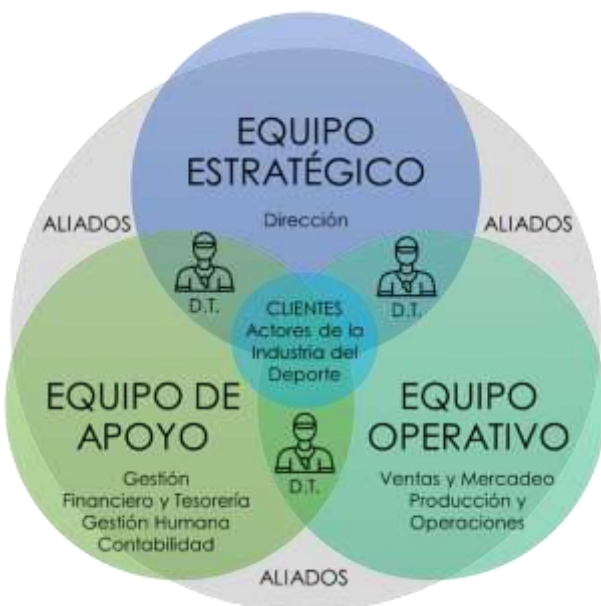 EQUIPO
ESTRATÉGICO
Dirección
ALIADOS
ALIADOS
D.T.
D.T.
CLIENTES
Actores de la
Industria del
Deporte
EQUIPO DE
APOYO
Gestión
Financiero y Tesorería
Gestión Humana
Contabilidad
EQUIPO
OPERATIVO
Ventas y Mercadeo
Producción y
Operaciones
D.T.
ALIADOS